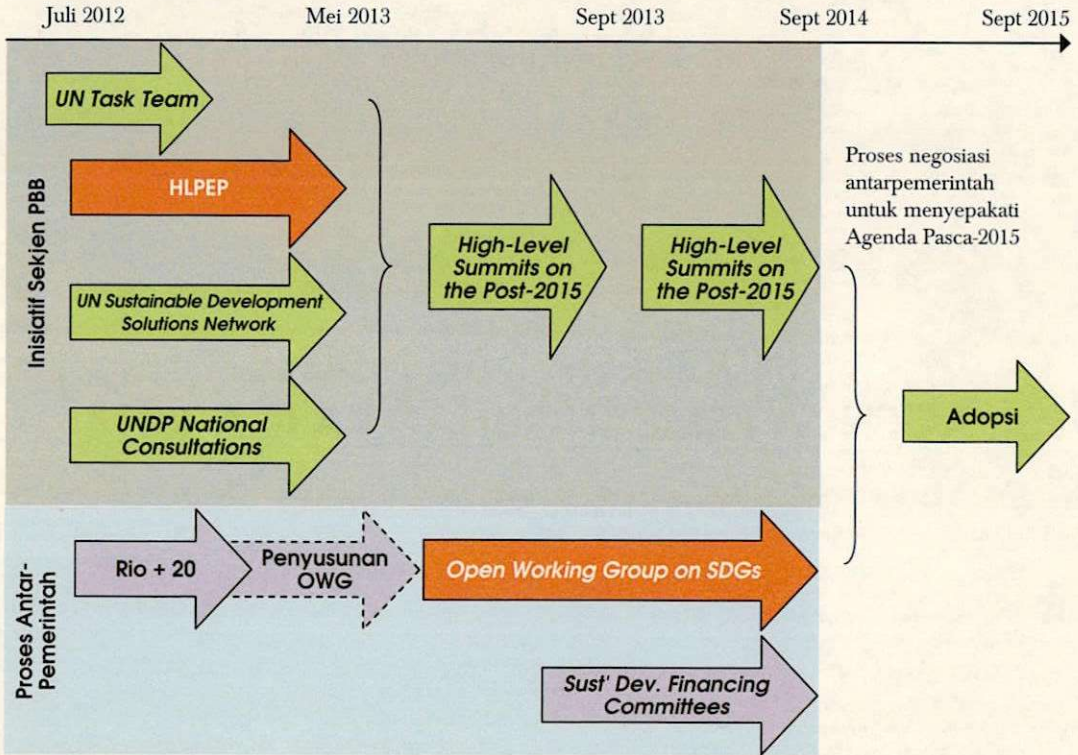 Juli 2012
Mei 2013
Sept 2013
Sept 2014
Sept 2015
Inisiatif Sekjen PBB
UN Task Team
HLPEP
UN Sustainable Development
Solutions Network
UNDP National
Consultations
High-Level
Summits on
the Post-2015
High-Level
Summits on
the Post-2015
Proses negosiasi
antarpemerintah
untuk menyepakati
Agenda Pasca-2015
Adopsi
Proses Antar-
Pemerintah
Rio + 20
Penyusunan
OWG
Open Working Group on SDGs
Sust' Dev. Financing
Committees